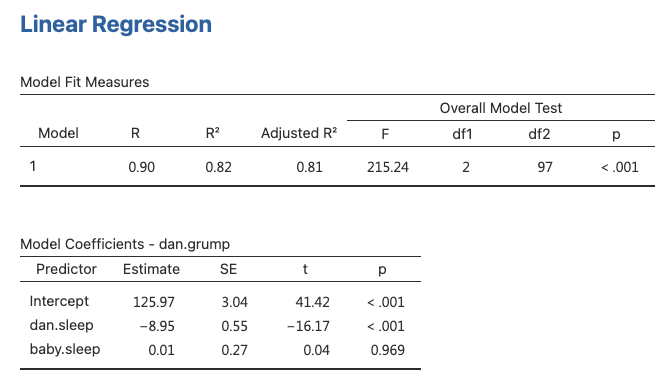 Linear Regression
Model Fit Measures
Overall Model Test
Model R R² Adjusted R² F df1 df2 p
1 0.90 0.82 0.81 215.24 2 97 < .001
Model Coefficients - dan.grump
Predictor Estimate SE t p
Intercept 125.97 3.04 41.42 < .001
dan.sleep −8.95 0.55 −16.17 < .001
baby.sleep 0.01 0.27 0.04 0.969